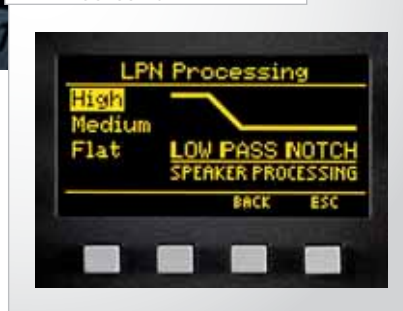 LPN Processing
High
Medium
Flat
LOW PASS NOTCH
SPEAKER PROCESSING
BACK ESC